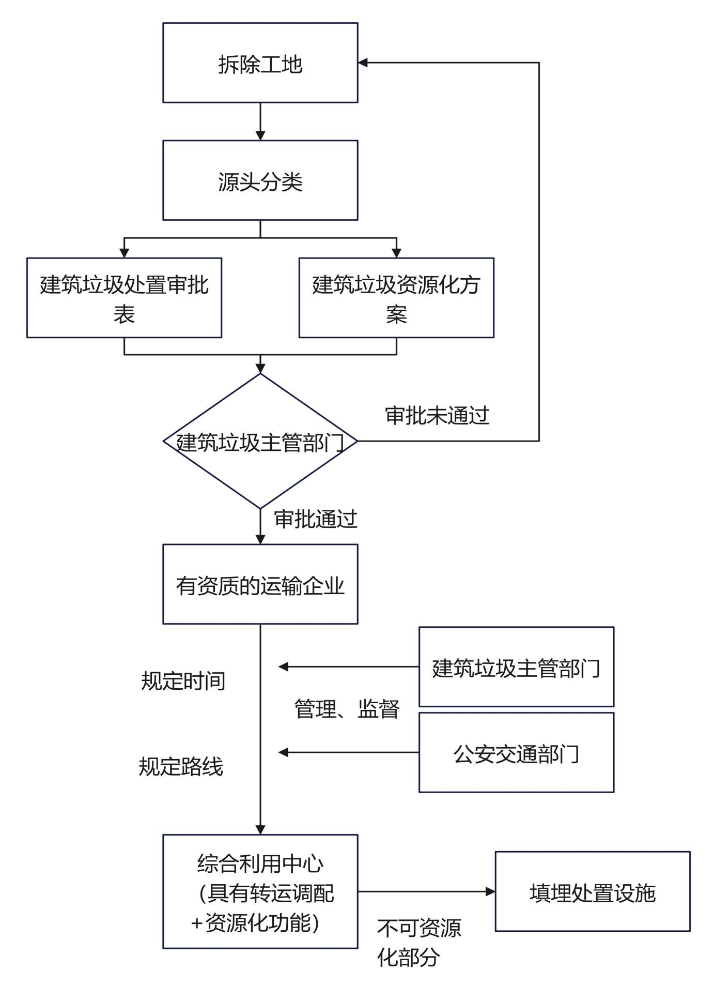 拆除工地
源头分类
建筑垃圾处置审批
表
建筑垃圾资源化方
案
建筑垃圾主管部门
审批未通过
审批通过
有资质的运输企业
规定时间
建筑垃圾主管部门
管理、监督
规定路线
公安交通部门
综合利用中心
（具有转运调配
+资源化功能）
填埋处置设施
不可资源
化部分